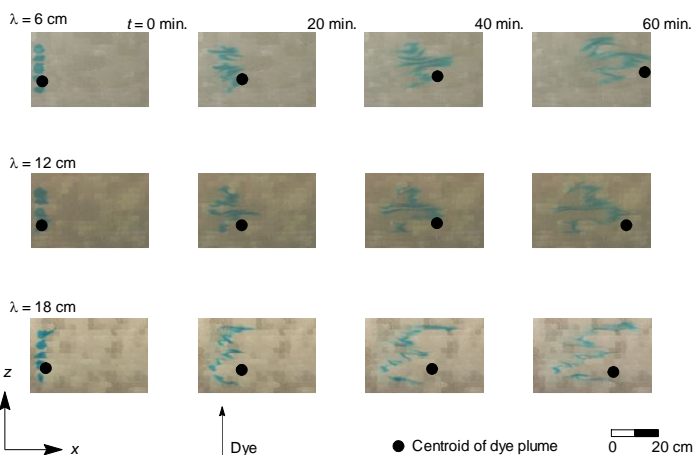 λ = 6 cm
t = 0 min.
20 min.
40 min.
60 min.
λ = 12 cm
λ = 18 cm
z
x
Dye
Centroid of dye plume
0 20 cm